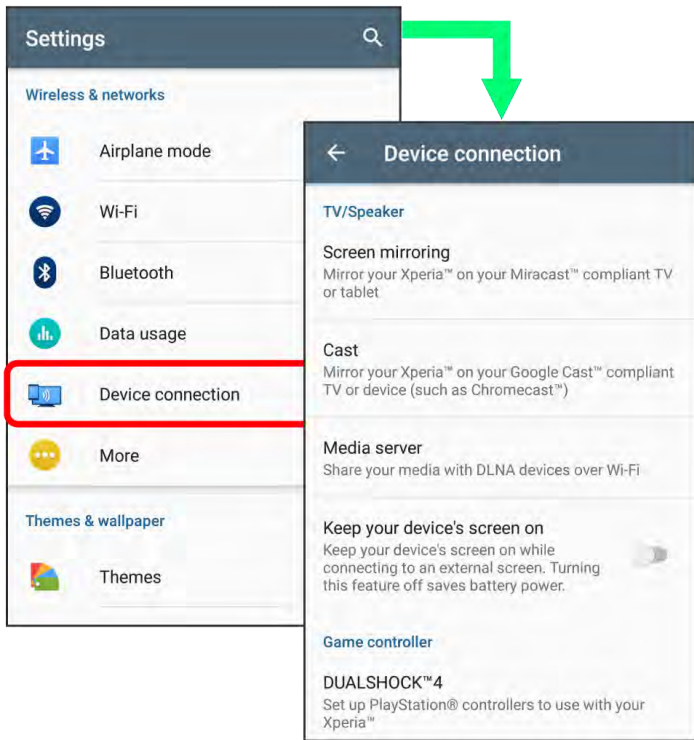 Settings
Wireless & networks
Airplane mode
Wi-Fi
Bluetooth
Data usage
Device connection
More
Themes & wallpaper
Themes
Device connection
TV/Speaker
Screen mirroring
Mirror your Xperia™ on your Miracast™ compliant TV
or tablet
Cast
Mirror your Xperia™ on your Google Cast™ compliant
TV or device (such as Chromecast™)
Media server
Share your media with DLNA devices over Wi-Fi
Keep your device's screen on
Keep your device's screen on while
connecting to an external screen. Turning
this feature off saves battery power.
Game controller
DUALSHOCK™4
Set up PlayStation® controllers to use with your
Xperia™